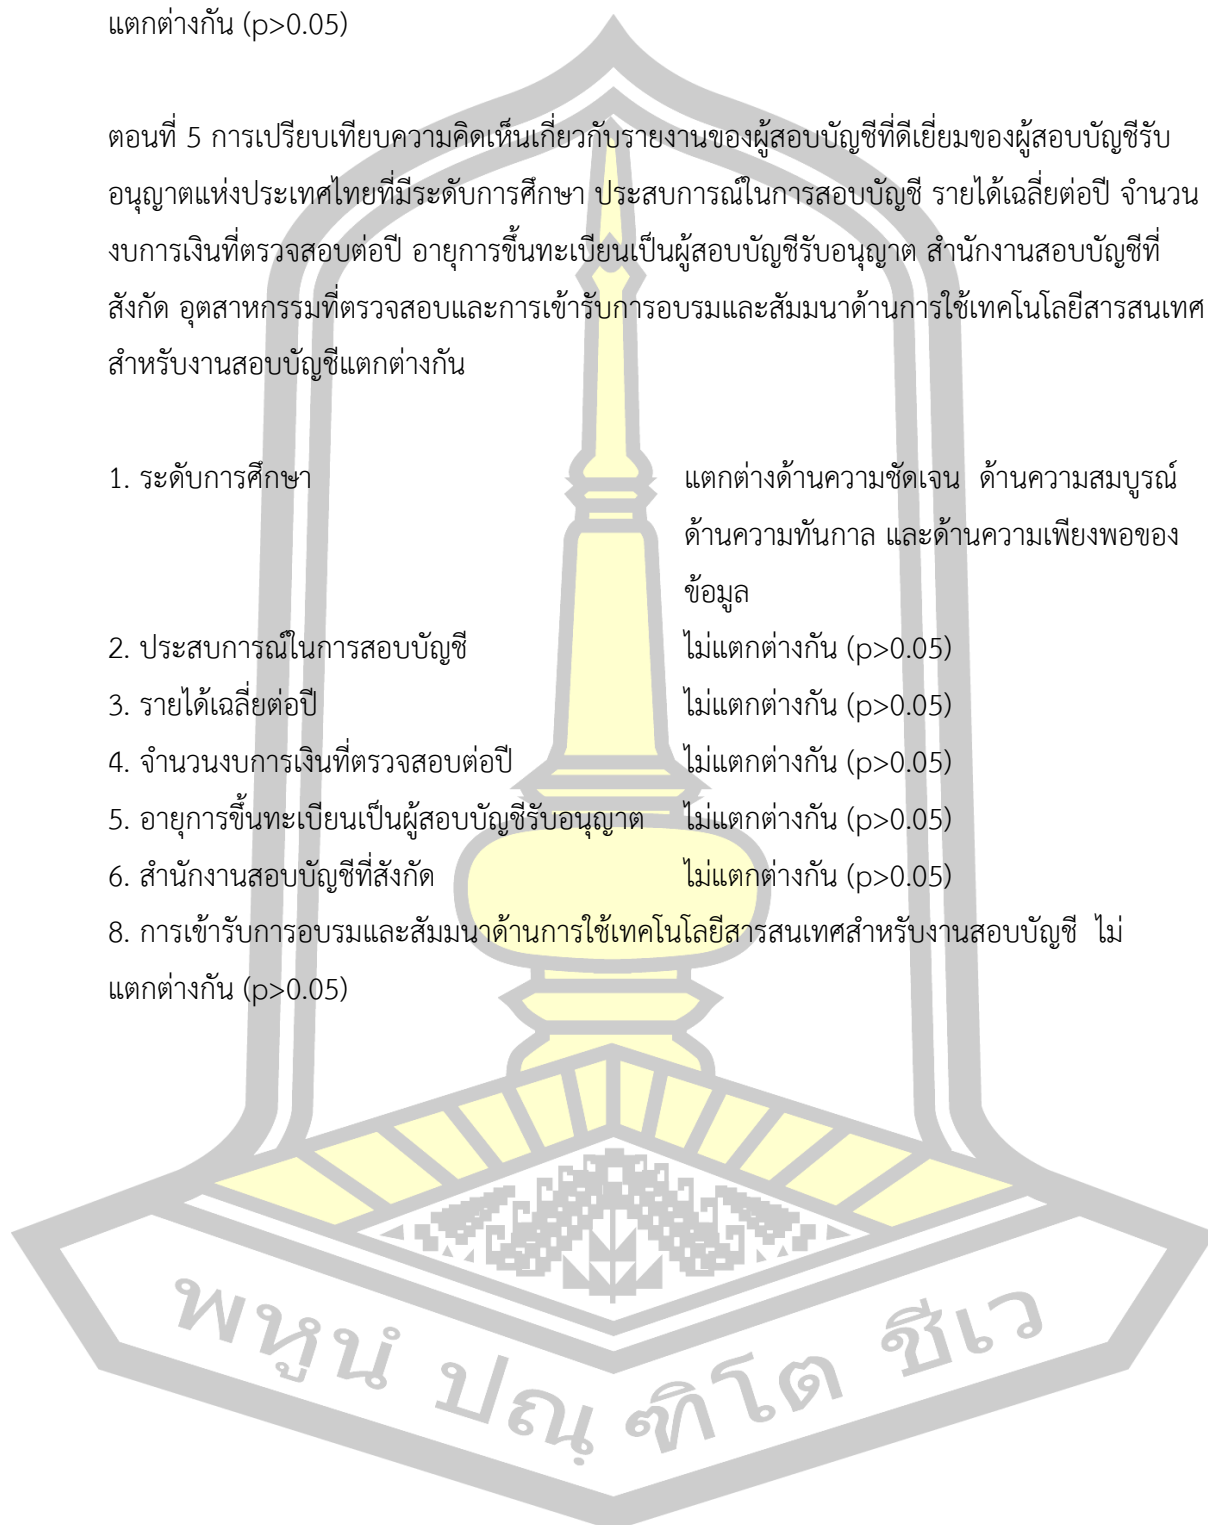 แตกต่างกัน (p>0.05)
ตอนที่ 5 การเปรียบเทียบความคิดเห็นเกี่ยวกับรายงานของผู้สอบบัญชีที่ดีเยี่ยมของผู้สอบบัญชีรับ
อนุญาตแห่งประเทศไทยที่มีระดับการศึกษา ประสบการณ์ในการสอบบัญชี รายได้เฉลี่ยต่อปี จำนวน
งบการเงินที่ตรวจสอบต่อปี อายุการขึ้นทะเบียนเป็นผู้สอบบัญชีรับอนุญาต สำนักงานสอบบัญชีที่
สังกัด อุตสาหกรรมที่ตรวจสอบและการเข้ารับการอบรมและสัมมนาด้านการใช้เทคโนโลยีสารสนเทศ
สำหรับงานสอบบัญชีแตกต่างกัน
1. ระดับการศึกษา แตกต่างด้านความชัดเจน ด้านความสมบูรณ์
ด้านความทันกาล และด้านความเพียงพอของ
ข้อมูล
2. ประสบการณ์ในการสอบบัญชี ไม่แตกต่างกัน (p>0.05)
3. รายได้เฉลี่ยต่อปี ไม่แตกต่างกัน (p>0.05)
4. จำนวนงบการเงินที่ตรวจสอบต่อปี ไม่แตกต่างกัน (p>0.05)
5. อายุการขึ้นทะเบียนเป็นผู้สอบบัญชีรับอนุญาต ไม่แตกต่างกัน (p>0.05)
6. สำนักงานสอบบัญชีที่สังกัด ไม่แตกต่างกัน (p>0.05)
8. การเข้ารับการอบรมและสัมมนาด้านการใช้เทคโนโลยีสารสนเทศสำหรับงานสอบบัญชี ไม่
แตกต่างกัน (p>0.05)
พหูนํ ปณฺฑิโต ชีเว